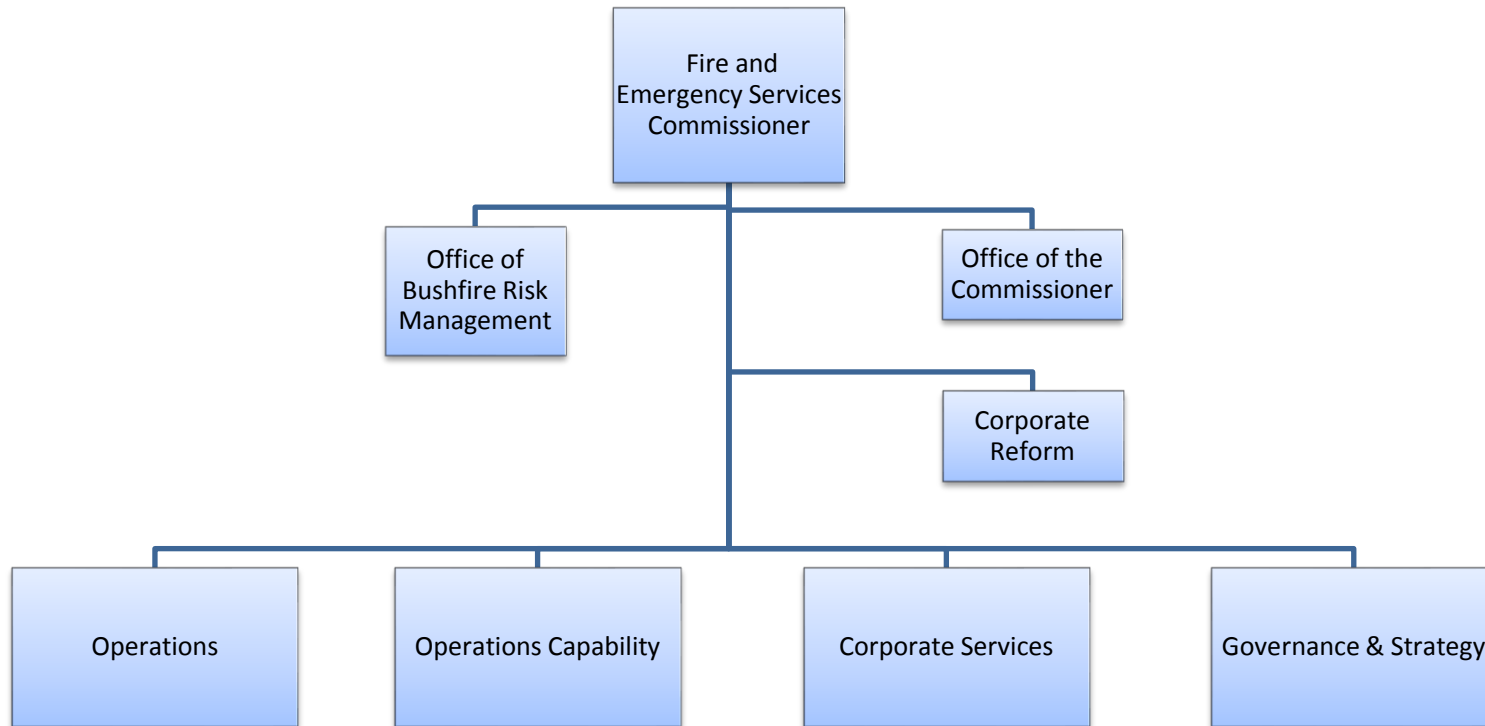 Fire and
Emergency Services
Commissioner
Office of
Bushfire Risk
Management
Office of the
Commissioner
Corporate
Reform
Operations
Operations Capability
Corporate Services
Governance & Strategy